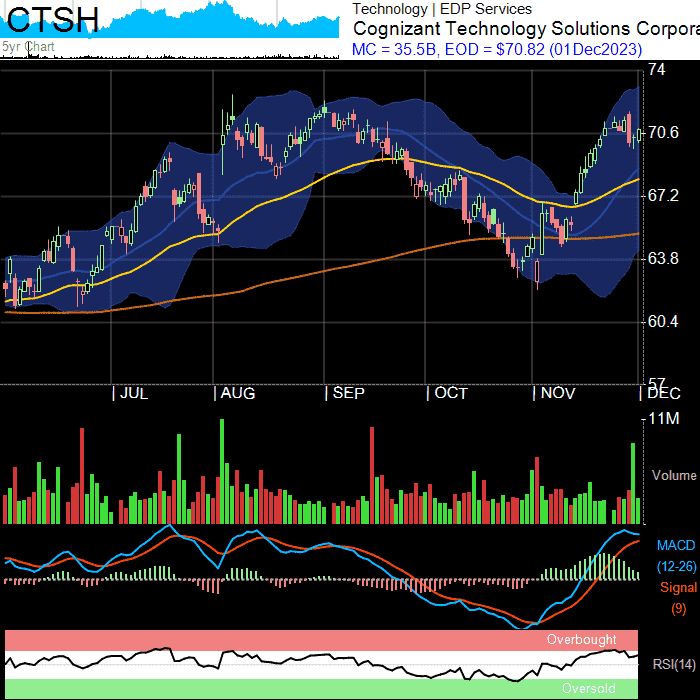 CTSH
5yr Chart
Technology | EDP Services
Cognizant Technology Solutions Corpora
MC = 35.5B, EOD = $70.82 (01Dec2023)
74
70.6
67.2
63.8
60.4
57
JUL AUG SEP OCT NOV DEC
11M
Volume
MACD
(12-26)
Signal
(9)
Overbought
RSI(14)
Oversold